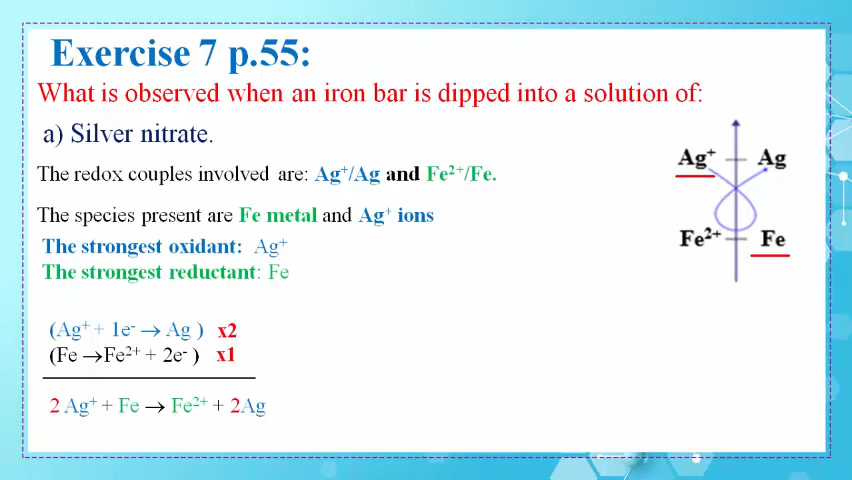 Exercise 7 p.55:
What is observed when an iron bar is dipped into a solution of:
a) Silver nitrate.
The redox couples involved are: Ag⁺/Ag and Fe²⁺/Fe.
The species present are Fe metal and Ag⁺ ions
The strongest oxidant: Ag⁺
The strongest reductant: Fe
(Ag⁺ + 1e⁻ → Ag ) x2
(Fe →Fe²⁺ + 2e⁻ ) x1
2 Ag⁺ + Fe → Fe²⁺ + 2Ag
Ag⁺ Ag
Fe²⁺ Fe